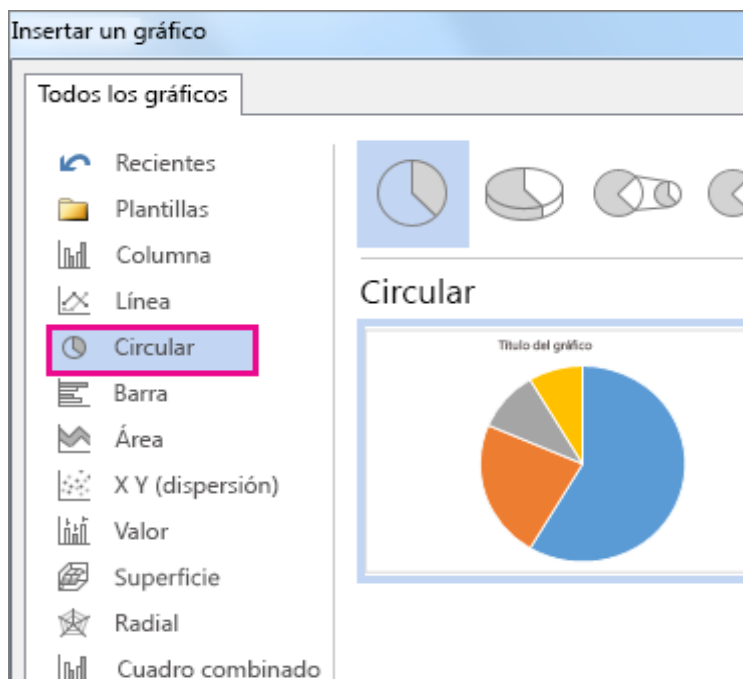 Insertar un gráfico
Todos los gráficos
Recientes
Plantillas
Columna
Línea
Circular
Barra
Área
X Y (dispersión)
Valor
Superficie
Radial
Cuadro combinado
Circular
Título del gráfico